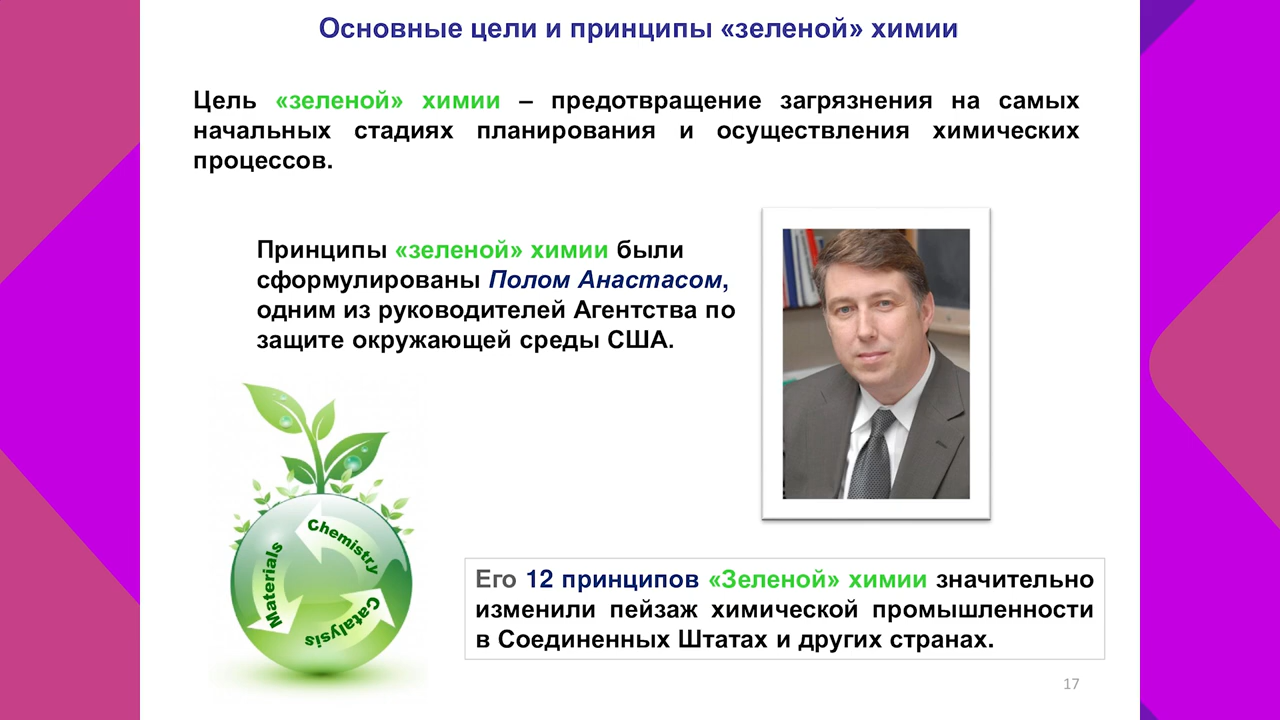 Основные цели и принципы «зеленой» химии
Цель «зеленой» химии – предотвращение загрязнения на самых
начальных стадиях планирования и осуществления химических
процессов.
Принципы «зеленой» химии были
сформулированы Полом Анастасом,
одним из руководителей Агентства по
защите окружающей среды США.
Chemistry
Materials
Catalysis
Его 12 принципов «Зеленой» химии значительно
изменили пейзаж химической промышленности
в Соединенных Штатах и других странах.
17